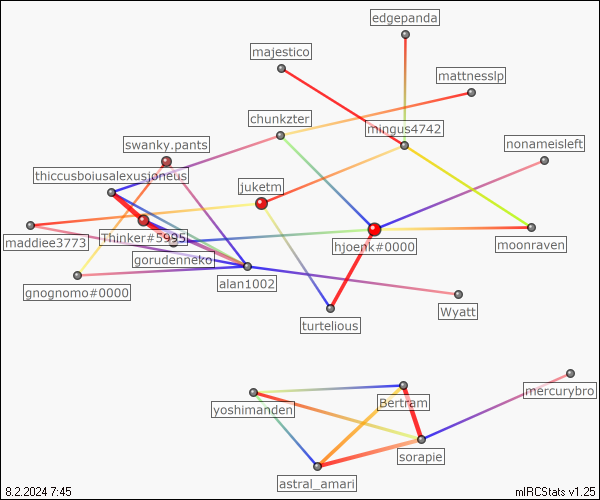 edgepanda
majestico
mattnesslp
chunkzter
mingus4742
swanky.pants
nonameisleft
thiccusboiusalexusjoneus
juketm
maddiee3773
Thinker#5995
hjoenk#0000
moonraven
gorudenneko
gnognomo#0000
alan1002
Wyatt
turtelious
mercurybro
yoshimanden
Bertram
sorapie
astral_amari
8.2.2024 7:45
mIRCStats v1.25